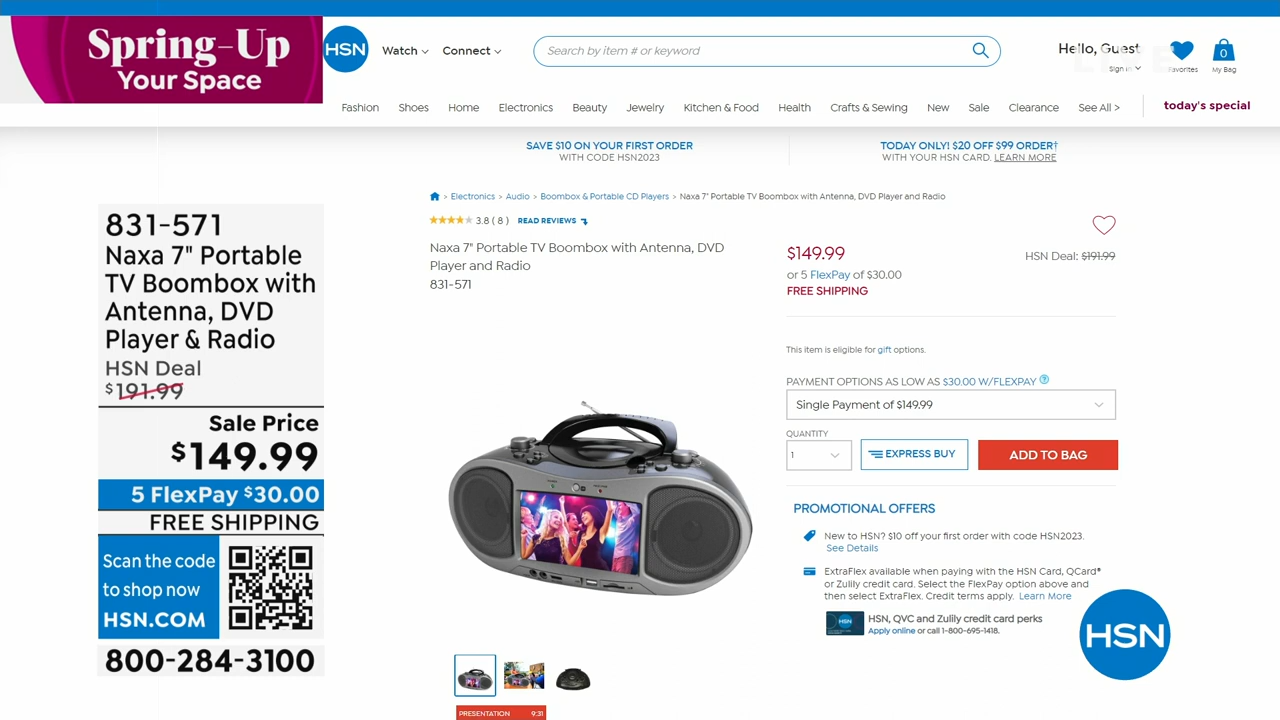 Spring-Up
Your Space
HSN
Watch
Connect
Search by item # or keyword
Hello, Guest
Sign in
Favorites
0
My Bag
Fashion
Shoes
Home
Electronics
Beauty
Jewelry
Kitchen & Food
Health
Crafts & Sewing
New
Sale
Clearance
See All >
today's special
SAVE $10 ON YOUR FIRST ORDER
WITH CODE HSN2023
TODAY ONLY! $20 OFF $99 ORDER†
WITH YOUR HSN CARD. LEARN MORE
> Electronics > Audio > Boombox & Portable CD Players > Naxa 7" Portable TV Boombox with Antenna, DVD Player and Radio
3.8 ( 8 ) READ REVIEWS
Naxa 7" Portable TV Boombox with Antenna, DVD
Player and Radio
831-571
$149.99
HSN Deal: $191.99
or 5 FlexPay of $30.00
FREE SHIPPING
This item is eligible for gift options.
PAYMENT OPTIONS AS LOW AS $30.00 W/FLEXPAY ?
Single Payment of $149.99
QUANTITY
1
EXPRESS BUY
ADD TO BAG
PROMOTIONAL OFFERS
New to HSN? $10 off your first order with code HSN2023.
See Details
ExtraFlex available when paying with the HSN Card, QCard®
or Zulily credit card. Select the FlexPay option above and
then select ExtraFlex. Credit terms apply. Learn More
HSN
HSN, QVC and Zulily credit card perks
Apply online or call 1-800-695-1418.
HSN
831-571
Naxa 7" Portable
TV Boombox with
Antenna, DVD
Player & Radio
HSN Deal
$191.99
Sale Price
$149.99
5 FlexPay $30.00
FREE SHIPPING
Scan the code
to shop now
HSN.COM
800-284-3100
PRESENTATION 9:31